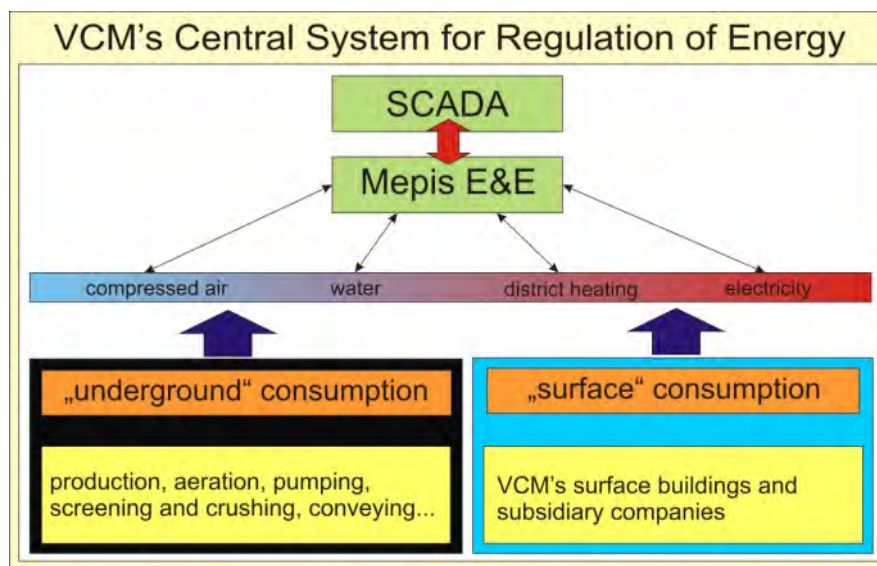 VCM's Central System for Regulation of Energy
SCADA
Mepis E&E
compressed air water district heating electricity
„underground“ consumption
production, aeration, pumping,
screening and crushing, conveying...
„surface“ consumption
VCM's surface buildings and
subsidiary companies